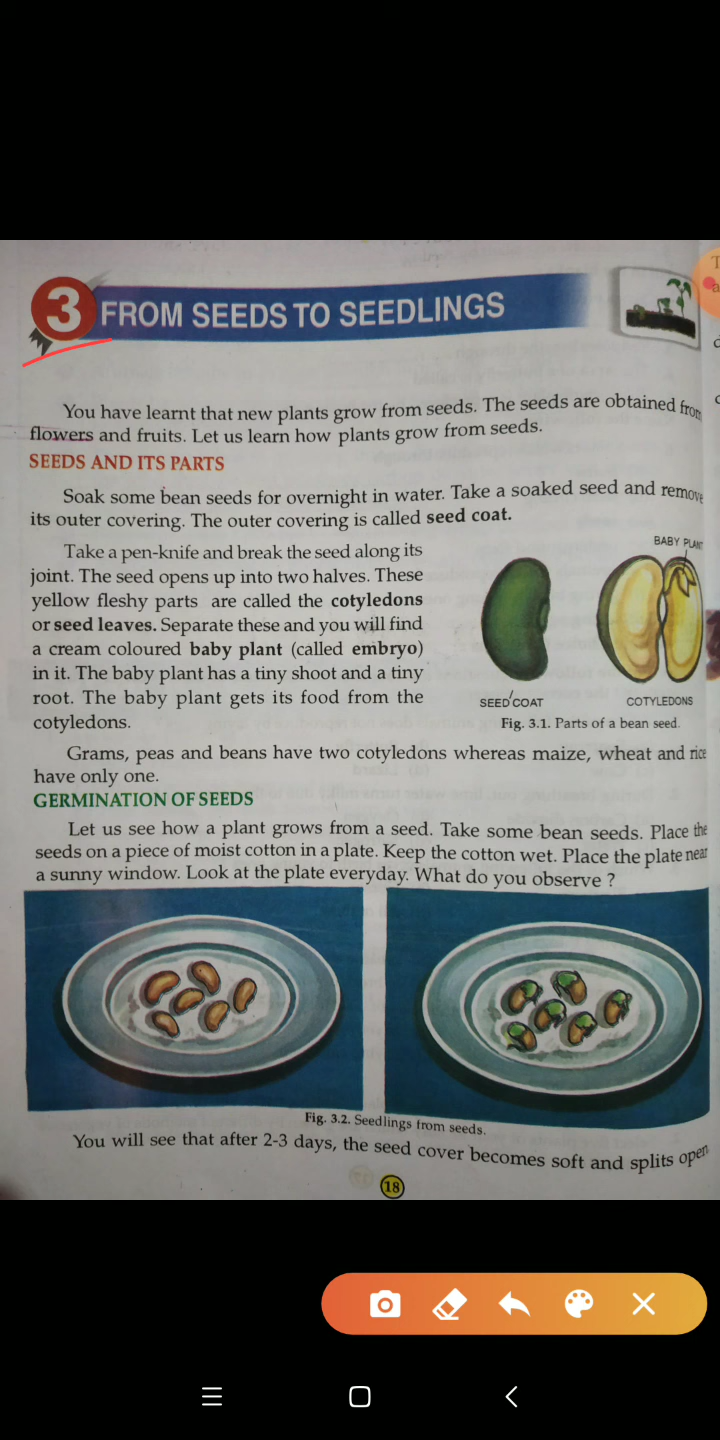 3 FROM SEEDS TO SEEDLINGS
You have learnt that new plants grow from seeds. The seeds are obtained from
flowers and fruits. Let us learn how plants grow from seeds.
SEEDS AND ITS PARTS
Soak some bean seeds for overnight in water. Take a soaked seed and remove
its outer covering. The outer covering is called seed coat.
Take a pen-knife and break the seed along its
joint. The seed opens up into two halves. These
yellow fleshy parts are called the cotyledons
or seed leaves. Separate these and you will find
a cream coloured baby plant (called embryo)
in it. The baby plant has a tiny shoot and a tiny
root. The baby plant gets its food from the
cotyledons.
BABY PLANT
SEED COAT
COTYLEDONS
Fig. 3.1. Parts of a bean seed.
Grams, peas and beans have two cotyledons whereas maize, wheat and rice
have only one.
GERMINATION OF SEEDS
Let us see how a plant grows from a seed. Take some bean seeds. Place the
seeds on a piece of moist cotton in a plate. Keep the cotton wet. Place the plate near
a sunny window. Look at the plate everyday. What do you observe ?
Fig. 3.2. Seedlings from seeds.
You will see that after 2-3 days, the seed cover becomes soft and splits open
18